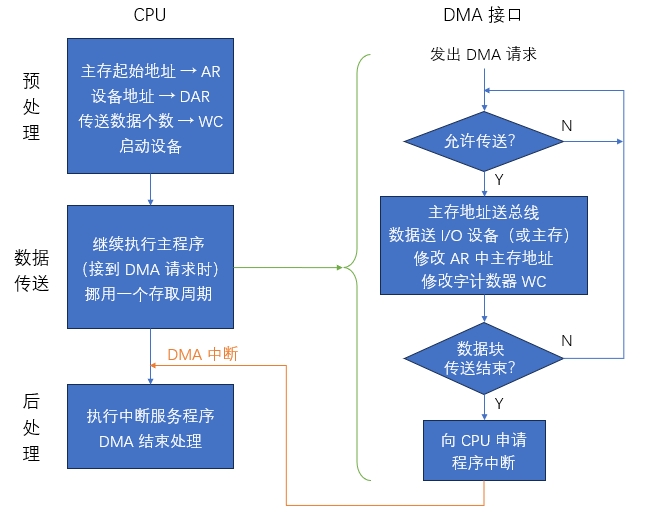 CPU
DMA 接口
预
处
理
主存起始地址 → AR
设备地址 → DAR
传送数据个数 → WC
启动设备
数据
传送
继续执行主程序
（接到 DMA 请求时）
挪用一个存取周期
DMA 中断
后
处
理
执行中断服务程序
DMA 结束处理
发出 DMA 请求
允许传送？
N
Y
主存地址送总线
数据送 I/O 设备（或主存）
修改 AR 中主存地址
修改字计数器 WC
数据块
传送结束？
N
Y
向 CPU 申请
程序中断